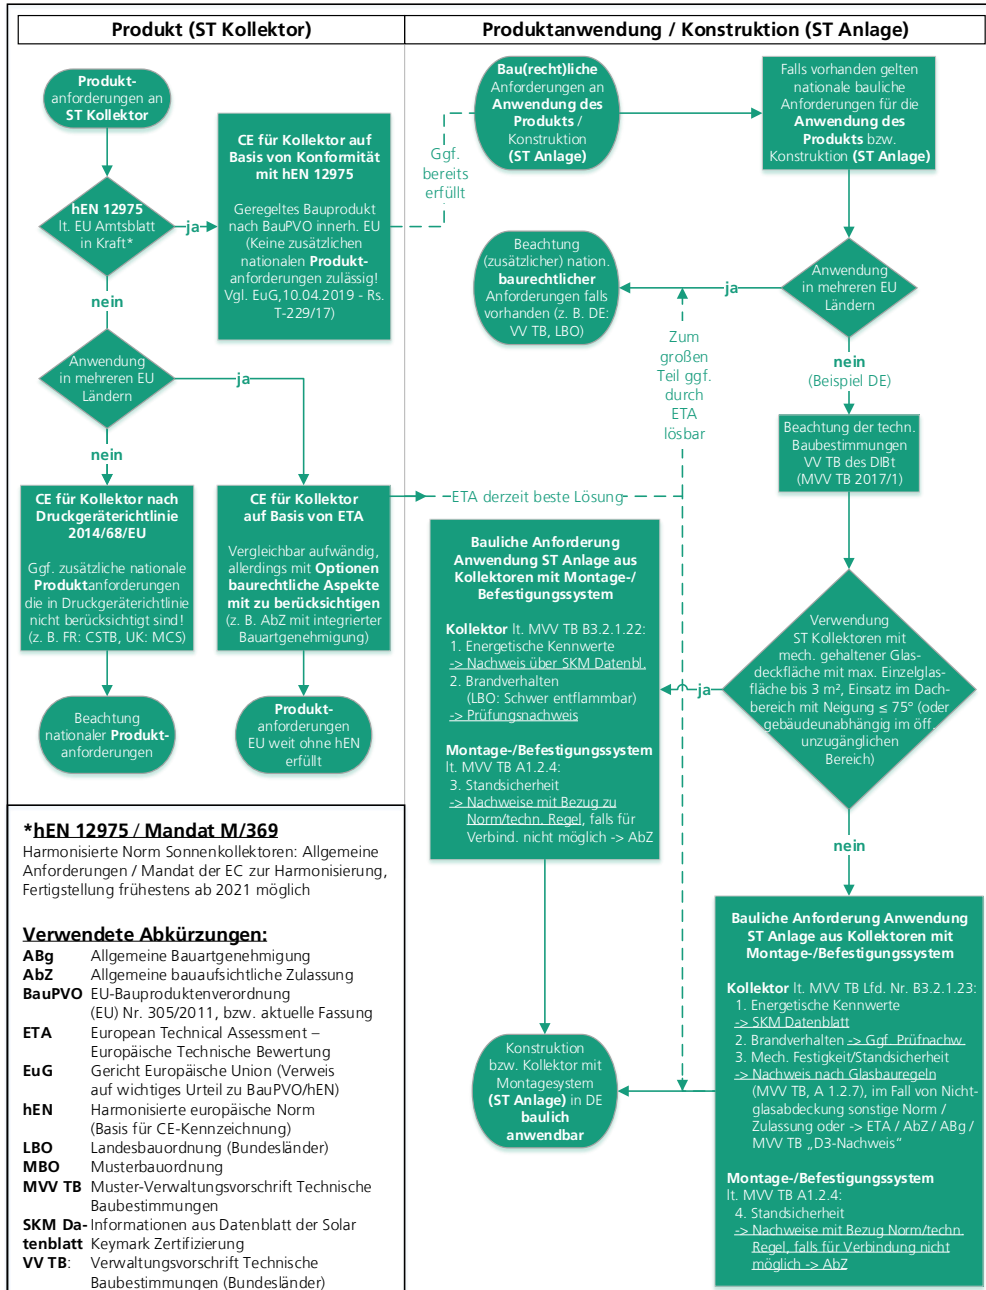 Produkt (ST Kollektor)
Produktanwendung / Konstruktion (ST Anlage)
Produkt-
anforderungen an
ST Kollektor
hEN 12975
lt. EU Amtsblatt
in Kraft*
ja
nein
CE für Kollektor auf
Basis von Konformität
mit hEN 12975
Geregeltes Bauprodukt
nach BauPVO innerh. EU
(Keine zusätzlichen
nationalen Produkt-
anforderungen zulässig!
Vgl. EuG,10.04.2019 - Rs.
T-229/17)
Ggf.
bereits
erfüllt
Anwendung
in mehreren EU
Ländern
ja
nein
CE für Kollektor nach
Druckgeräterichtlinie
2014/68/EU
Ggf. zusätzliche nationale
Produktanforderungen
die in Druckgeräterichtlinie
nicht berücksichtigt sind!
(z. B. FR: CSTB, UK: MCS)
Beachtung
nationaler Produkt-
anforderungen
CE für Kollektor
auf Basis von ETA
Vergleichbar aufwändig,
allerdings mit Optionen
baurechtliche Aspekte
mit zu berücksichtigen
(z. B. AbZ mit integrierter
Bauartgenehmigung)
Produkt-
anforderungen
EU weit ohne hEN
erfüllt
ETA derzeit beste Lösung
Bau(recht)liche
Anforderungen an
Anwendung des
Produkts /
Konstruktion
(ST Anlage)
Falls vorhanden gelten
nationale bauliche
Anforderungen für die
Anwendung des
Produkts bzw.
Konstruktion (ST Anlage)
Anwendung
in mehreren EU
Ländern
ja
Beachtung
(zusätzlicher) nation.
baurechtlicher
Anforderungen falls
vorhanden (z. B. DE:
VV TB, LBO)
Zum
großen
Teil ggf.
durch
ETA
lösbar
nein
(Beispiel DE)
Beachtung der techn.
Baubestimmungen
VV TB des DIBt
(MVV TB 2017/1)
Verwendung
ST Kollektoren mit
mech. gehaltener Glas-
deckfläche mit max. Einzelglas-
fläche bis 3 m², Einsatz im Dach-
bereich mit Neigung ≤ 75° (oder
gebäudeunabhängig im öff.
unzugänglichen
Bereich)
ja
nein
Bauliche Anforderung
Anwendung ST Anlage aus
Kollektoren mit Montage-/
Befestigungssystem
Kollektor lt. MVV TB B3.2.1.22:
1. Energetische Kennwerte
-> Nachweis über SKM Datenbl.
2. Brandverhalten
(LBO: Schwer entflammbar)
-> Prüfungsnachweis
Montage-/Befestigungssystem
lt. MVV TB A1.2.4:
3. Standsicherheit
-> Nachweise mit Bezug zu
Norm/techn. Regel, falls für
Verbind. nicht möglich -> AbZ
Bauliche Anforderung Anwendung
ST Anlage aus Kollektoren mit
Montage-/Befestigungssystem
Kollektor lt. MVV TB Lfd. Nr. B3.2.1.23:
1. Energetische Kennwerte
-> SKM Datenblatt
2. Brandverhalten -> Ggf. Prüfnachw.
3. Mech. Festigkeit/Standsicherheit
-> Nachweis nach Glasbauregeln
(MVV TB, A 1.2.7), im Fall von Nicht-
glasabdeckung sonstige Norm /
Zulassung oder -> ETA / AbZ / ABg /
MVV TB „D3-Nachweis“
Montage-/Befestigungssystem
lt. MVV TB A1.2.4:
4. Standsicherheit
-> Nachweise mit Bezug Norm/techn.
Regel, falls für Verbindung nicht
möglich -> AbZ
Konstruktion
bzw. Kollektor mit
Montagesystem
(ST Anlage) in DE
baulich
anwendbar
*hEN 12975 / Mandat M/369
Harmonisierte Norm Sonnenkollektoren: Allgemeine
Anforderungen / Mandat der EC zur Harmonisierung,
Fertigstellung frühestens ab 2021 möglich
Verwendete Abkürzungen:
ABg Allgemeine Bauartgenehmigung
AbZ Allgemeine bauaufsichtliche Zulassung
BauPVO EU-Bauproduktenverordnung
(EU) Nr. 305/2011, bzw. aktuelle Fassung
ETA European Technical Assessment –
Europäische Technische Bewertung
EuG Gericht Europäische Union (Verweis
auf wichtiges Urteil zu BauPVO/hEN)
hEN Harmonisierte europäische Norm
(Basis für CE-Kennzeichnung)
LBO Landesbauordnung (Bundesländer)
MBO Musterbauordnung
MVV TB Muster-Verwaltungsvorschrift Technische
Baubestimmungen
SKM Da- Informationen aus Datenblatt der Solar
tenblatt Keymark Zertifizierung
VV TB: Verwaltungsvorschrift Technische
Baubestimmungen (Bundesländer)